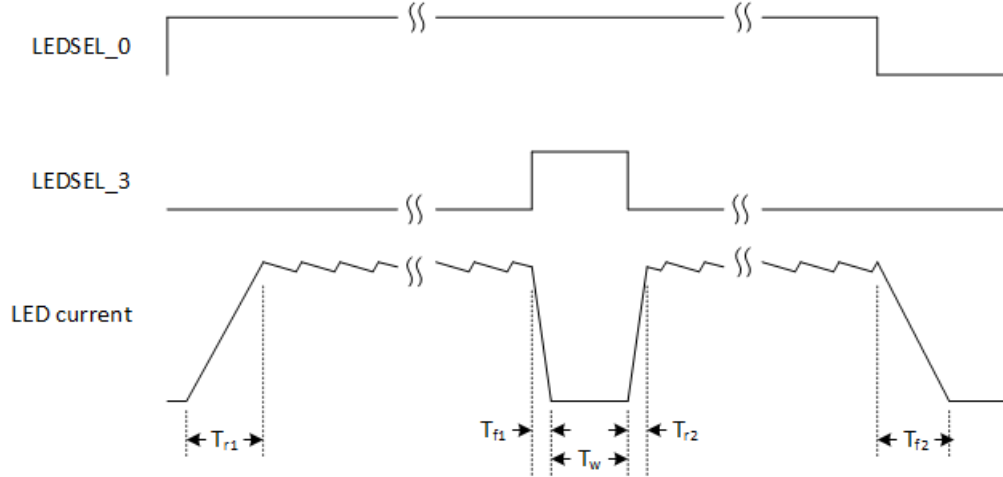 LEDSEL_0
LEDSEL_3
LED current
Tr1
Tf1
Tr2
Tf2
Tw